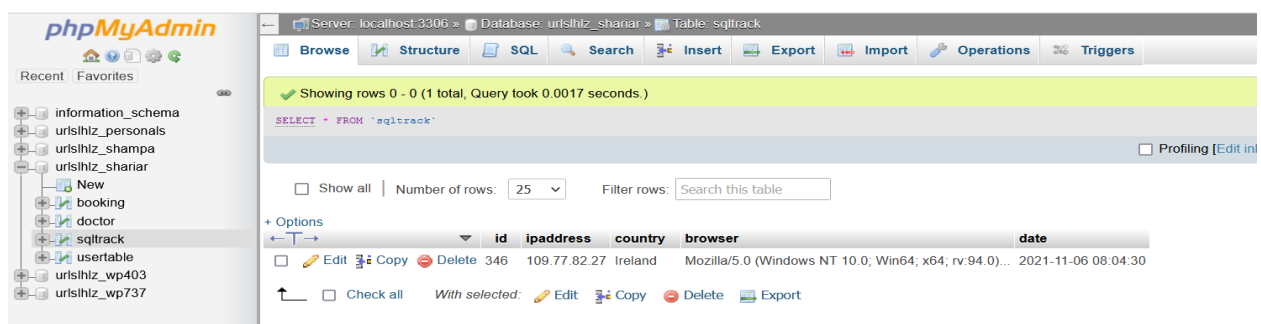 phpMyAdmin
Recent Favorites
information_schema
urlslhlz_personals
urlslhlz_shampa
urlslhlz_shariar
New
booking
doctor
sqltrack
usertable
urlslhlz_wp403
urlslhlz_wp737
Server: localhost:3306 » Database: urlslhlz_shariar » Table: sqltrack
Browse Structure SQL Search Insert Export Import Operations Triggers
Showing rows 0 - 0 (1 total, Query took 0.0017 seconds.)
SELECT * FROM `sqltrack`
Profiling [Edit inl
Show all Number of rows: 25 Filter rows: Search this table
+ Options
←T→ id ipaddress country browser date
Edit Copy Delete 346 109.77.82.27 Ireland Mozilla/5.0 (Windows NT 10.0; Win64; x64; rv:94.0)... 2021-11-06 08:04:30
Check all With selected: Edit Copy Delete Export